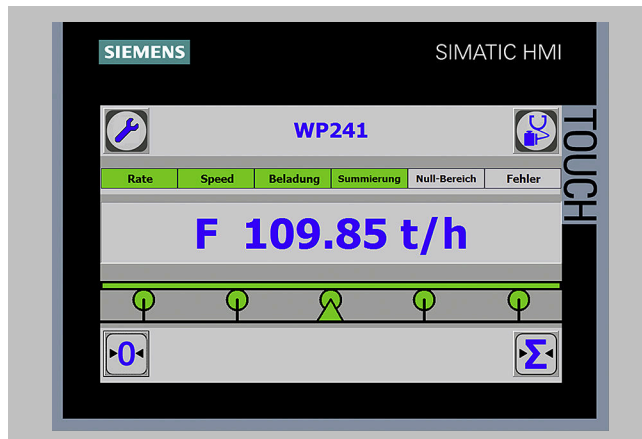 SIEMENS
SIMATIC HMI
TOUCH
WP241
Rate Speed Beladung Summierung Null-Bereich Fehler
F 109.85 t/h
0
Σ